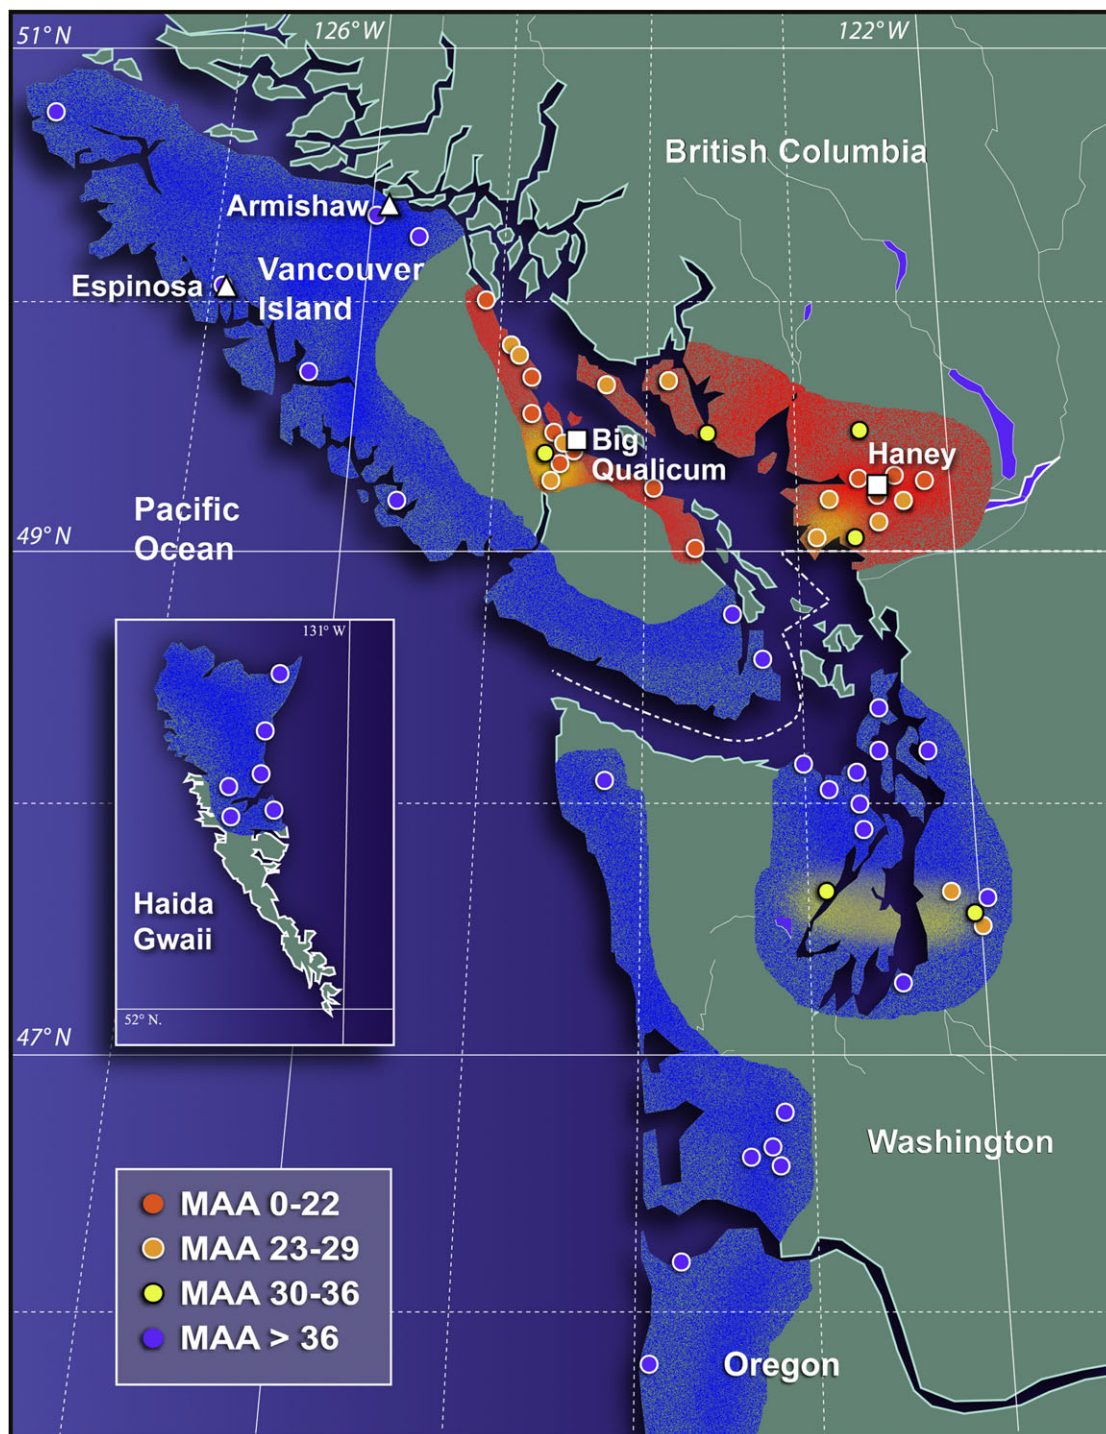 51° N
126° W
122° W
British Columbia
Armishaw
Espinosa
Vancouver
Island
Big
Qualicum
Haney
Pacific
Ocean
49° N
131° W
Haida
Gwaii
52° N.
47° N
Washington
MAA 0-22
MAA 23-29
MAA 30-36
MAA > 36
Oregon